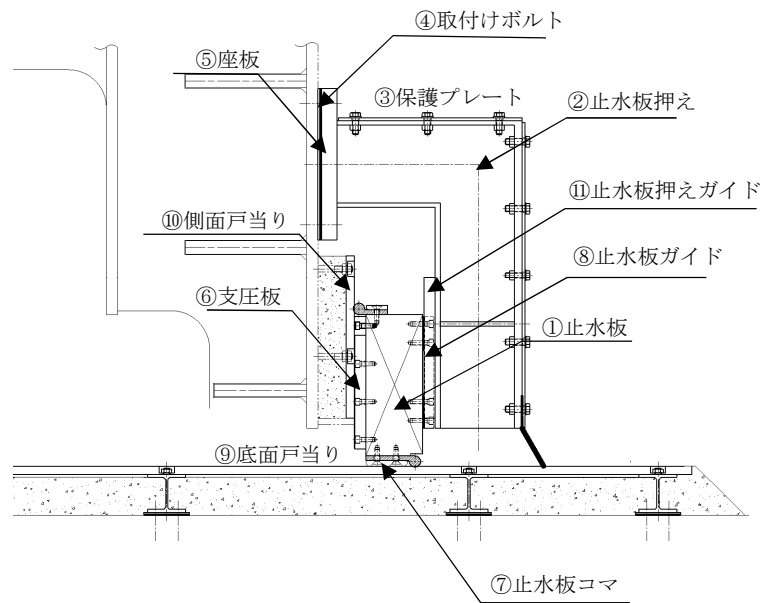 ④取付けボルト
⑤座板
③保護プレート
②止水板押え
⑪止水板押えガイド
⑩側面戸当り
⑧止水板ガイド
⑥支圧板
①止水板
⑨底面戸当り
⑦止水板コマ